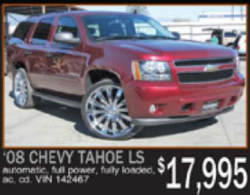 '08 CHEVY TAHOE LS
automatic, full power, fully loaded,
ac, cd. VIN 142467
$17,995